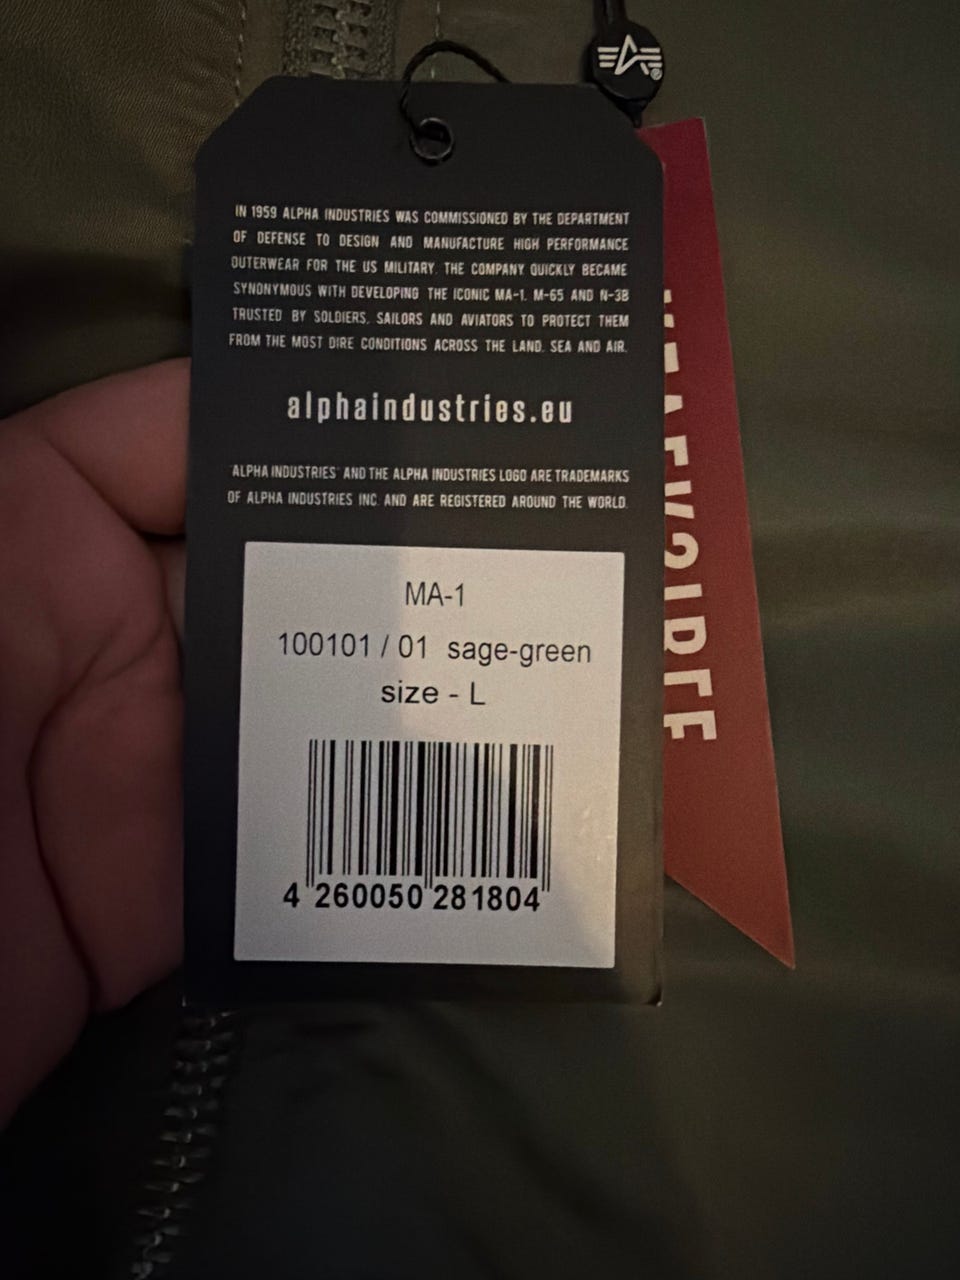 IN 1959 ALPHA INDUSTRIES WAS COMMISSIONED BY THE DEPARTMENT
OF DEFENSE TO DESIGN AND MANUFACTURE HIGH PERFORMANCE
OUTERWEAR FOR THE US MILITARY. THE COMPANY QUICKLY BECAME
SYNONYMOUS WITH DEVELOPING THE ICONIC MA-1, M-65 AND N-3B
TRUSTED BY SOLDIERS, SAILORS AND AVIATORS TO PROTECT THEM
FROM THE MOST DIRE CONDITIONS ACROSS THE LAND, SEA AND AIR.
alphaindustries.eu
ALPHA INDUSTRIES® AND THE ALPHA INDUSTRIES LOGO ARE TRADEMARKS
OF ALPHA INDUSTRIES INC. AND ARE REGISTERED AROUND THE WORLD.
MA-1
100101 / 01 sage-green
size - L
4 260050 281804